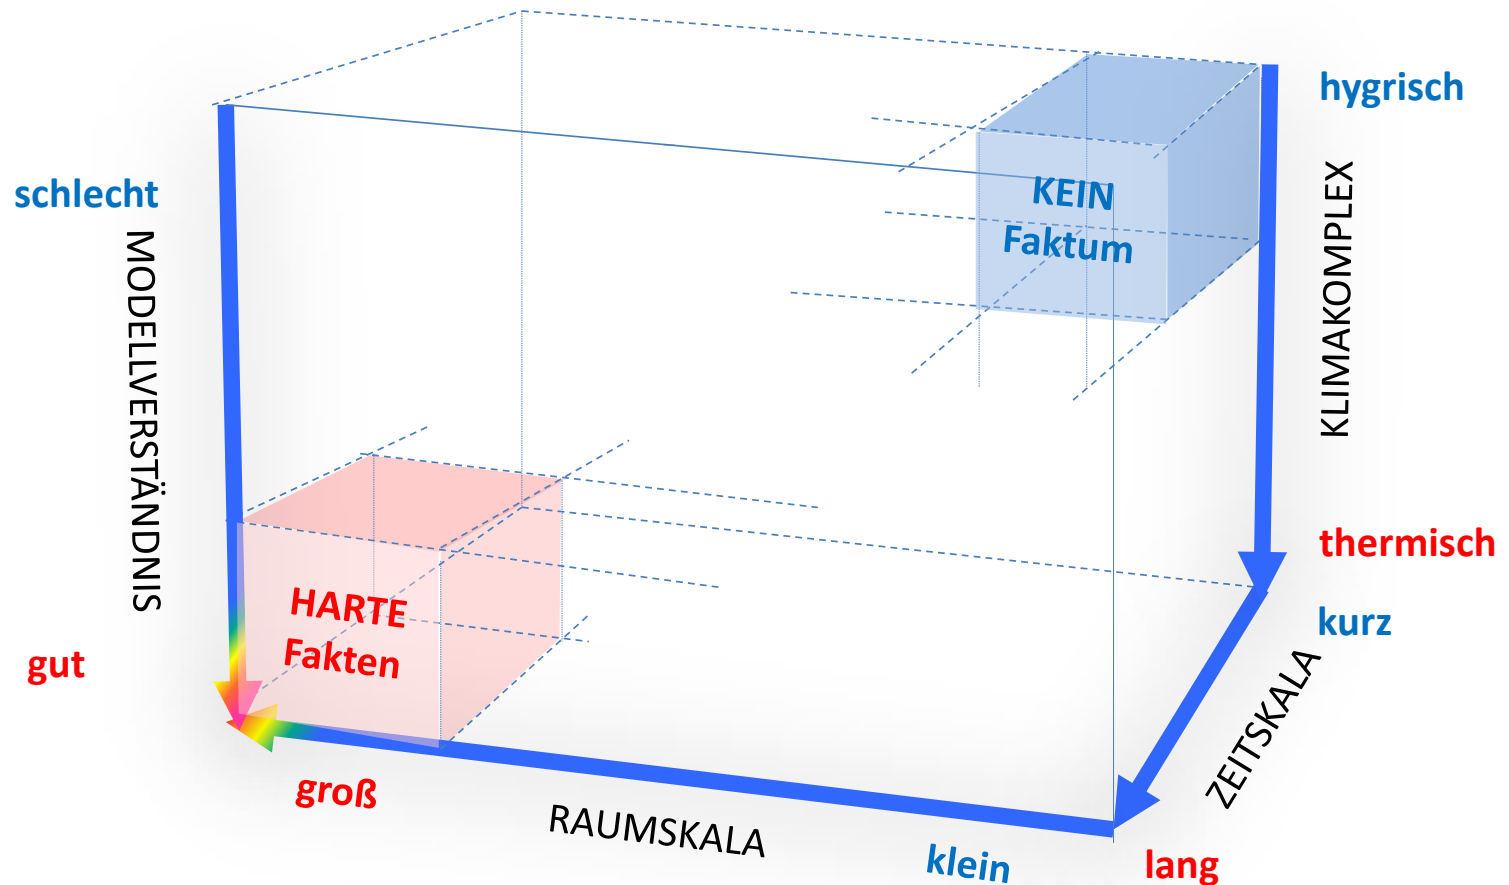 hygrisch
schlecht
KEIN
Faktum
MODELLVERSTÄNDNIS
KLIMAKOMPLEX
thermisch
HARTE
Fakten
kurz
gut
ZEITSKALA
groß
RAUMSKALA
klein
lang